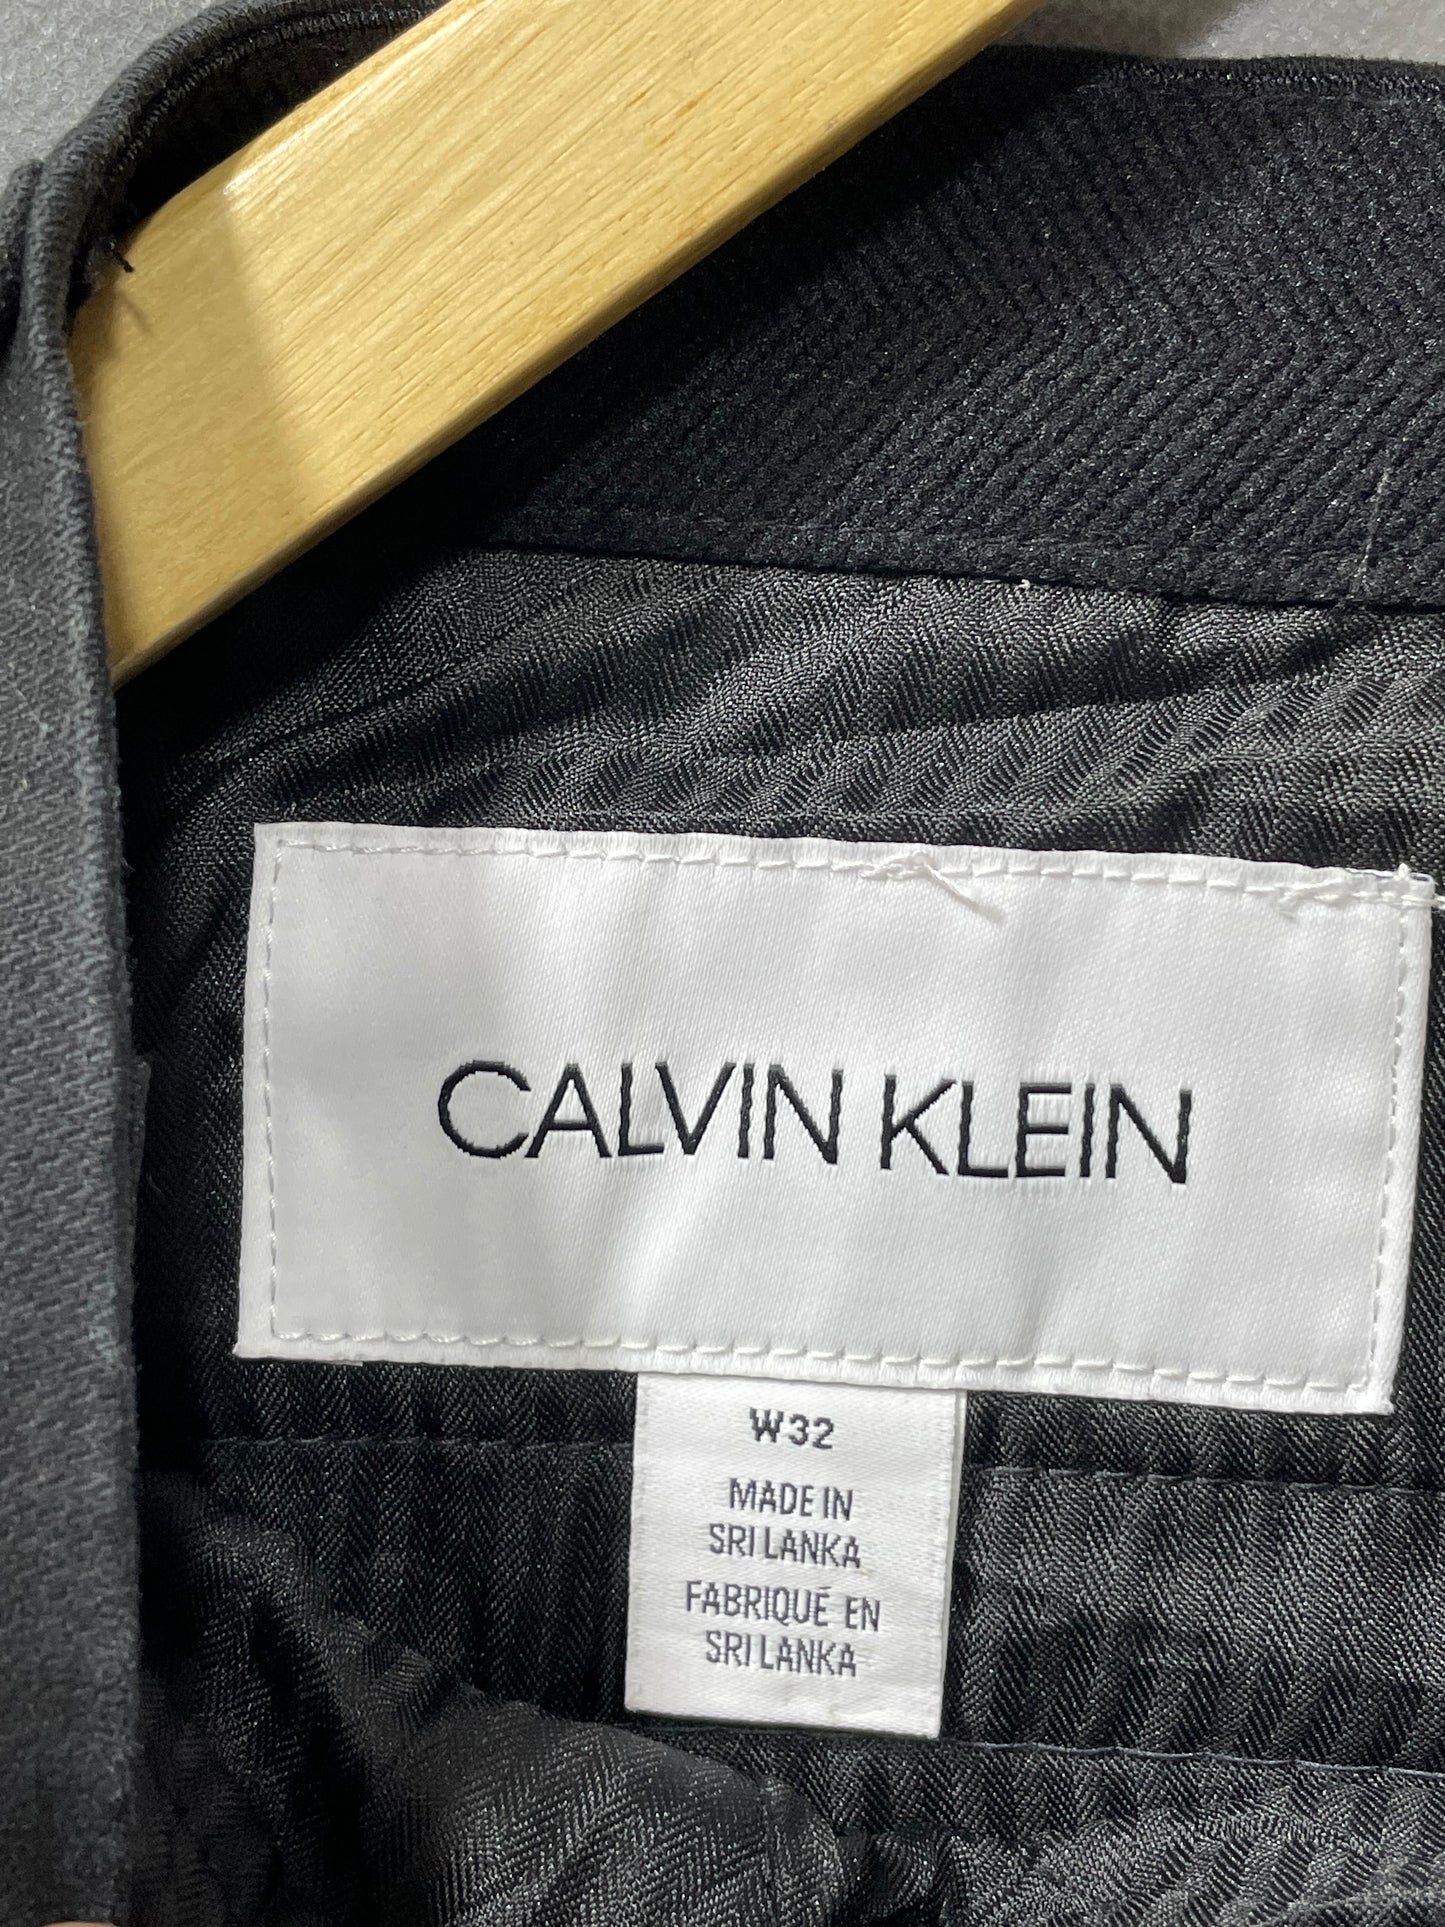 CALVIN KLEIN
W32
MADE IN
SRI LANKA
FABRIQUÉ EN
SRI LANKA